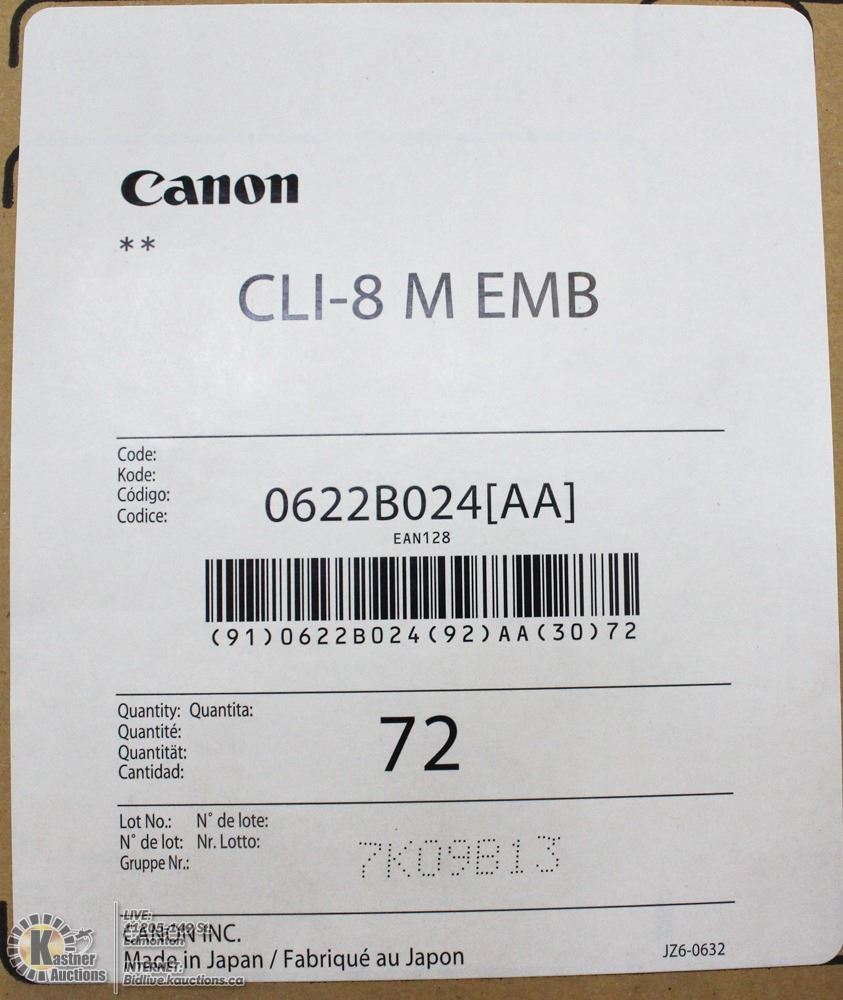 Canon
**
CLI-8 M EMB
Code:
Kode:
Código:
Codice:
0622B024[AA]
EAN128
(91)0622B024(92)AA(30)72
Quantity: Quantita:
Quantité:
Quantität:
Cantidad:
72
Lot No.: N° de lote:
N° de lot: Nr. Lotto:
Gruppe Nr.:
7K09B13
CANON INC.
Made in Japan / Fabriqué au Japon
JZ6-0632
Kastner
Auctions
LIVE:
149 St.
Edmonton
INTERNET:
Bidlive.kauctions.ca